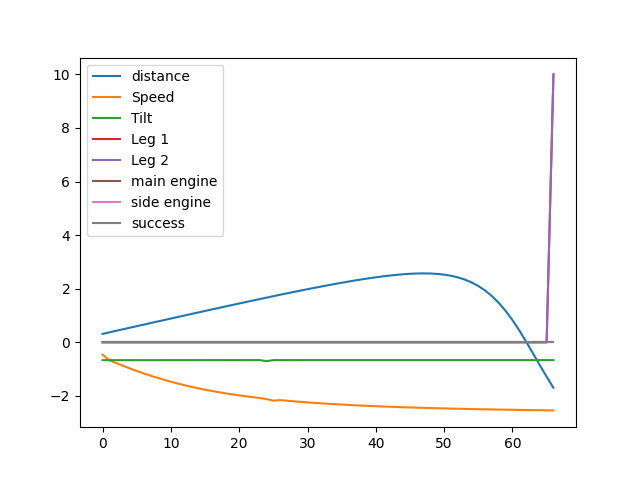 10
8
6
4
2
0
−2
distance
Speed
Tilt
Leg 1
Leg 2
main engine
side engine
success
0 10 20 30 40 50 60